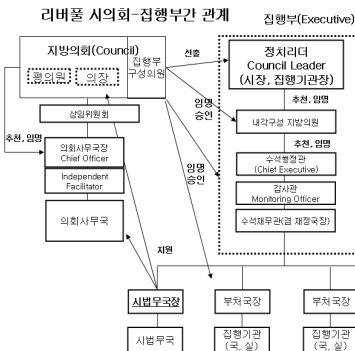 리버풀 시의회-집행부간 관계
집행부(Executive)
지방의회(Council)
평의원
의장
집행부
구성의원
선출
정치리더
Council Leader
(시장, 집행기관장)
추천, 임명
임명
승인
내각구성 지방의원
추천, 임명
상임위원회
추천, 임명
의회사무국장
Chief Officer
Independent
Facilitator
의회사무국
임명
승인
수석행정관
(Chief Executive)
감사관
Monitoring Officer
수석재무관(겸 재정국장)
지원
시법무국장
부처국장
부처국장
시법무국
집행기관
(국, 실)
집행기관
(국, 실)